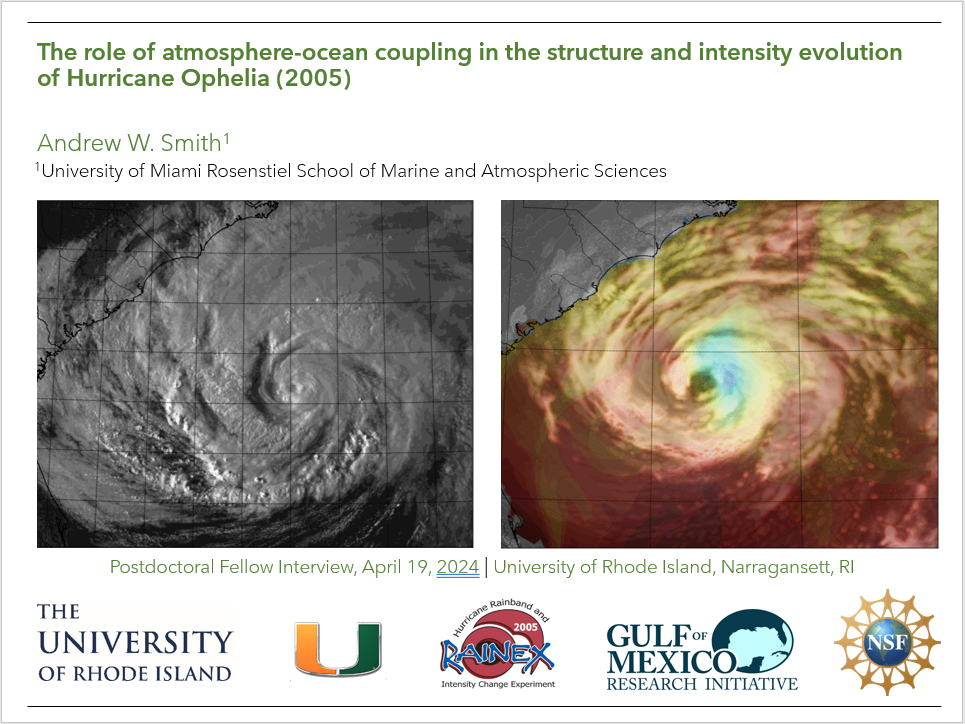 The role of atmosphere-ocean coupling in the structure and intensity evolution
of Hurricane Ophelia (2005)
Andrew W. Smith¹
¹University of Miami Rosenstiel School of Marine and Atmospheric Sciences
Postdoctoral Fellow Interview, April 19, 2024 | University of Rhode Island, Narragansett, RI
THE
UNIVERSITY
OF RHODE ISLAND
Hurricane Rainband and
2005
RAINEX
Intensity Change Experiment
GULF OF
MEXICO
RESEARCH INITIATIVE
NSF